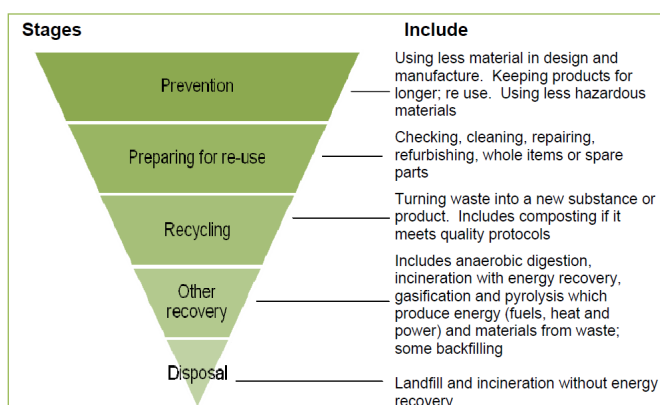 Stages
Include
Prevention
Using less material in design and
manufacture.  Keeping products for
longer; re use.  Using less hazardous
materials
Preparing for re-use
Checking, cleaning, repairing,
refurbishing, whole items or spare
parts
Recycling
Turning waste into a new substance or
product.  Includes composting if it
meets quality protocols
Other
recovery
Includes anaerobic digestion,
incineration with energy recovery,
gasification and pyrolysis which
produce energy (fuels, heat and
power) and materials from waste;
some backfilling
Disposal
Landfill and incineration without energy
recovery